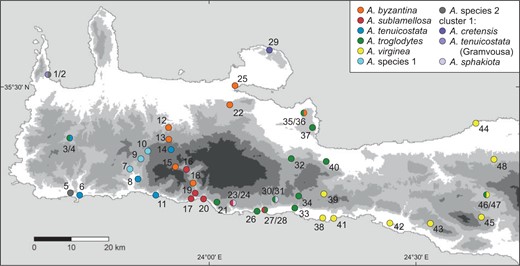 A. byzantina
A. sublamellosa
A. tenuicostata
A. troglodytes
A. virginea
A. species 1
A. species 2
cluster 1:
A. cretensis
A. tenuicostata
(Gramvousa)
A. sphakiota
29
1/2
35°30' N
25
22
35/36
37
44
12
13
3/4
14
10
9
15
16
32
40
48
7
8
18
5
6
11
19
17
20
21
23/24
30/31
34
39
46/47
26
27/28
33
38
41
42
43
45
0
10
20 km
24°00' E
24°30' E